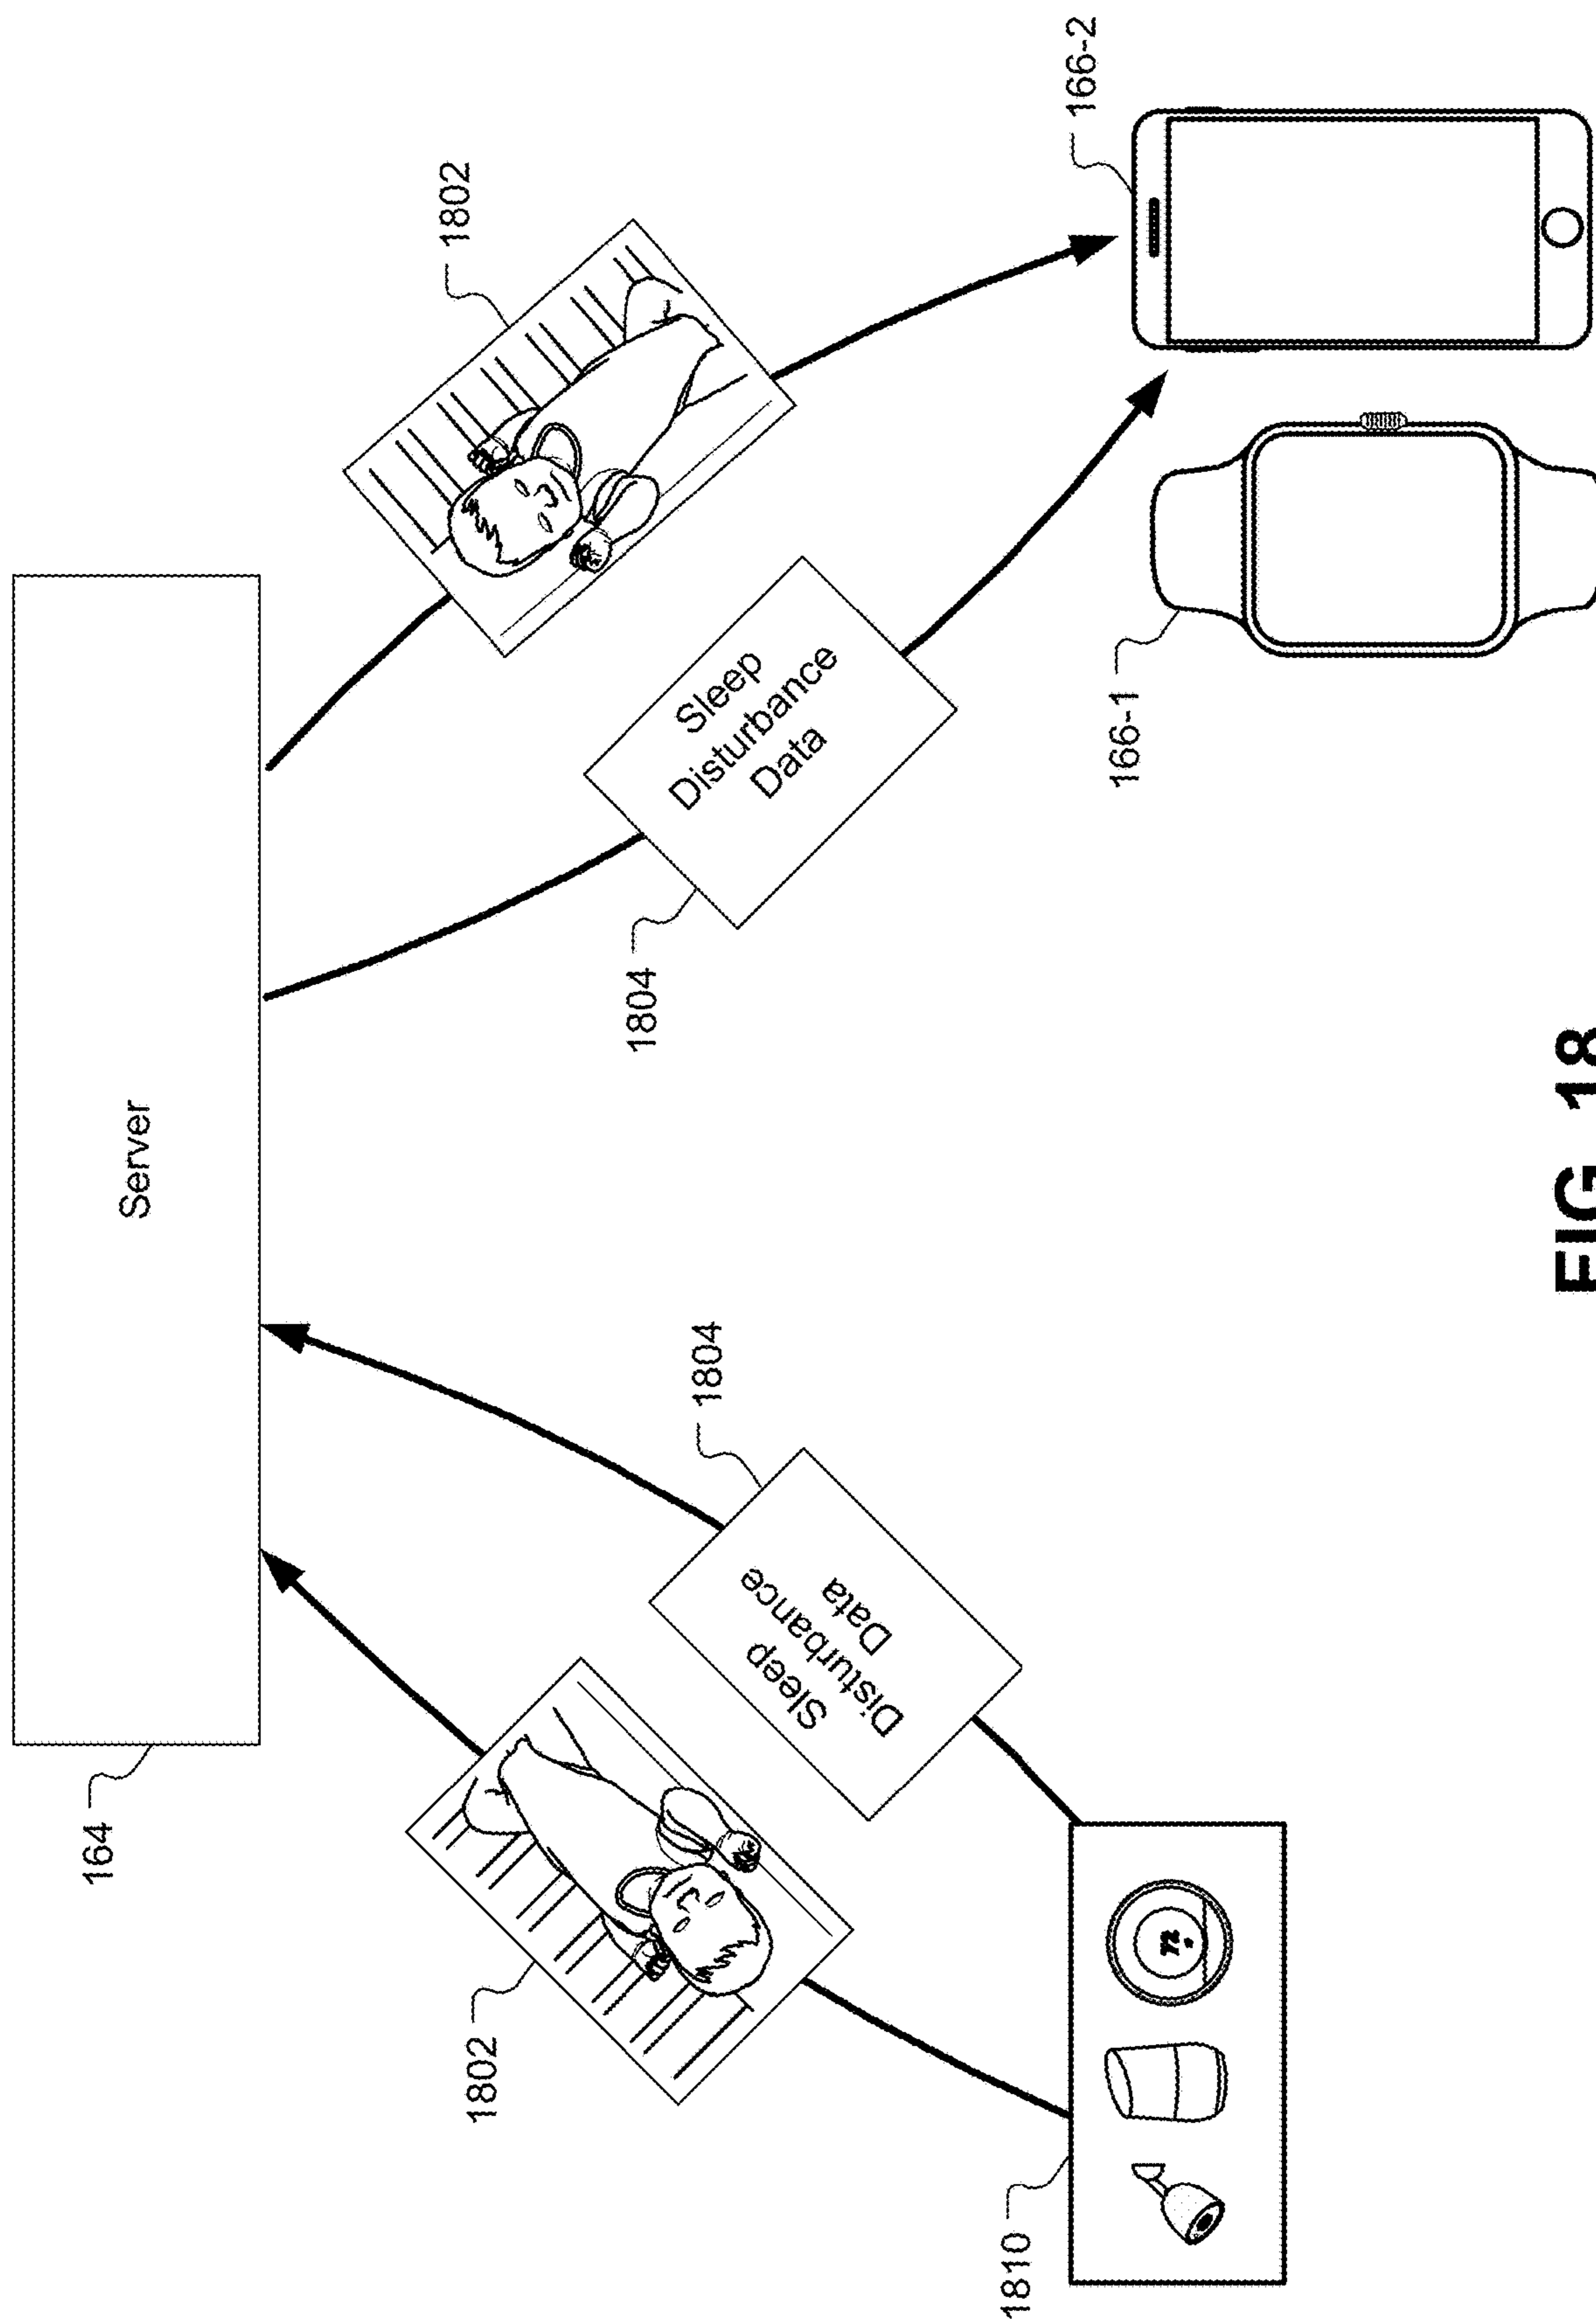 164
Server
1802
1804
Sleep
Disturbance
Data
1810
72
1804
Sleep
Disturbance
Data
1802
166-1
166-2
FIG. 18